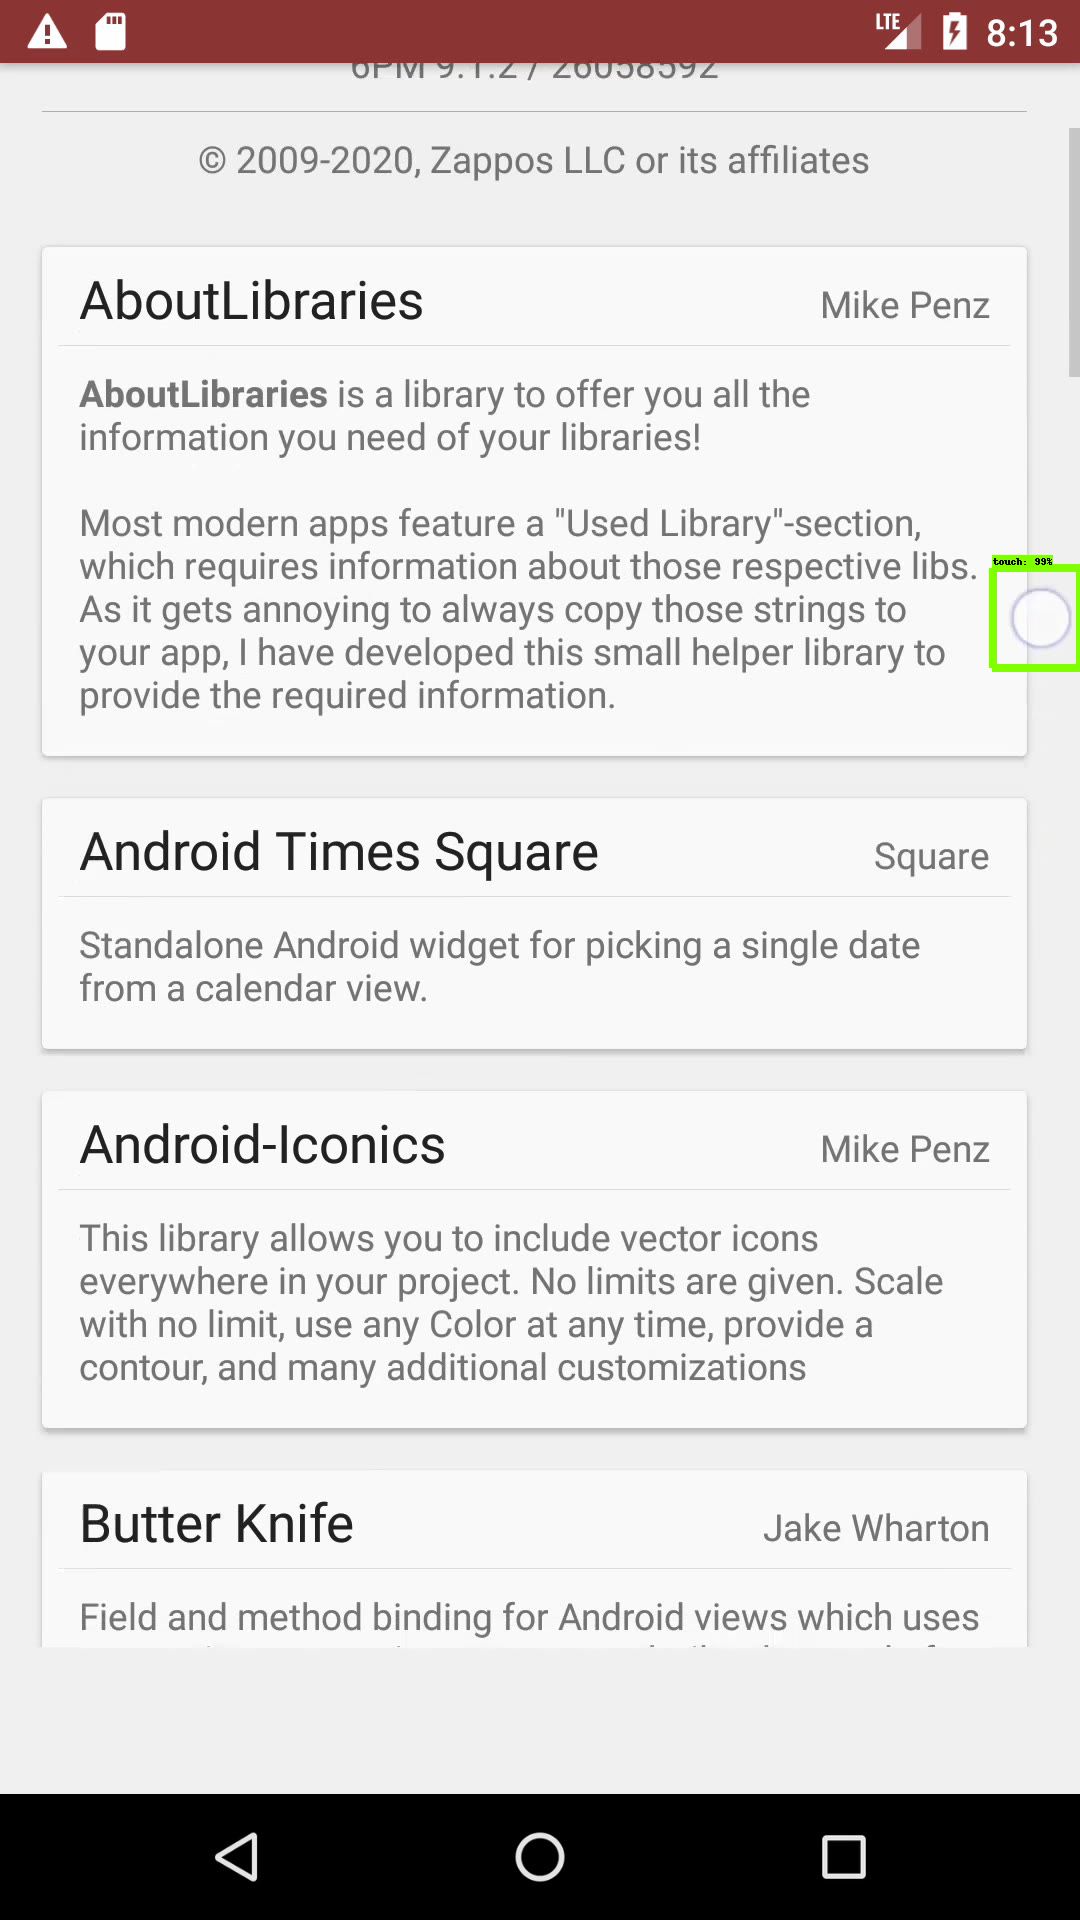 LTE 8:13
6PM 9.1.2 / 26058592
© 2009-2020, Zappos LLC or its affiliates
AboutLibraries
Mike Penz
AboutLibraries is a library to offer you all the
information you need of your libraries!
Most modern apps feature a "Used Library"-section,
which requires information about those respective libs.
touch: 99%
As it gets annoying to always copy those strings to
your app, I have developed this small helper library to
provide the required information.
Android Times Square
Square
Standalone Android widget for picking a single date
from a calendar view.
Android-Iconics
Mike Penz
This library allows you to include vector icons
everywhere in your project. No limits are given. Scale
with no limit, use any Color at any time, provide a
contour, and many additional customizations
Butter Knife
Jake Wharton
Field and method binding for Android views which uses